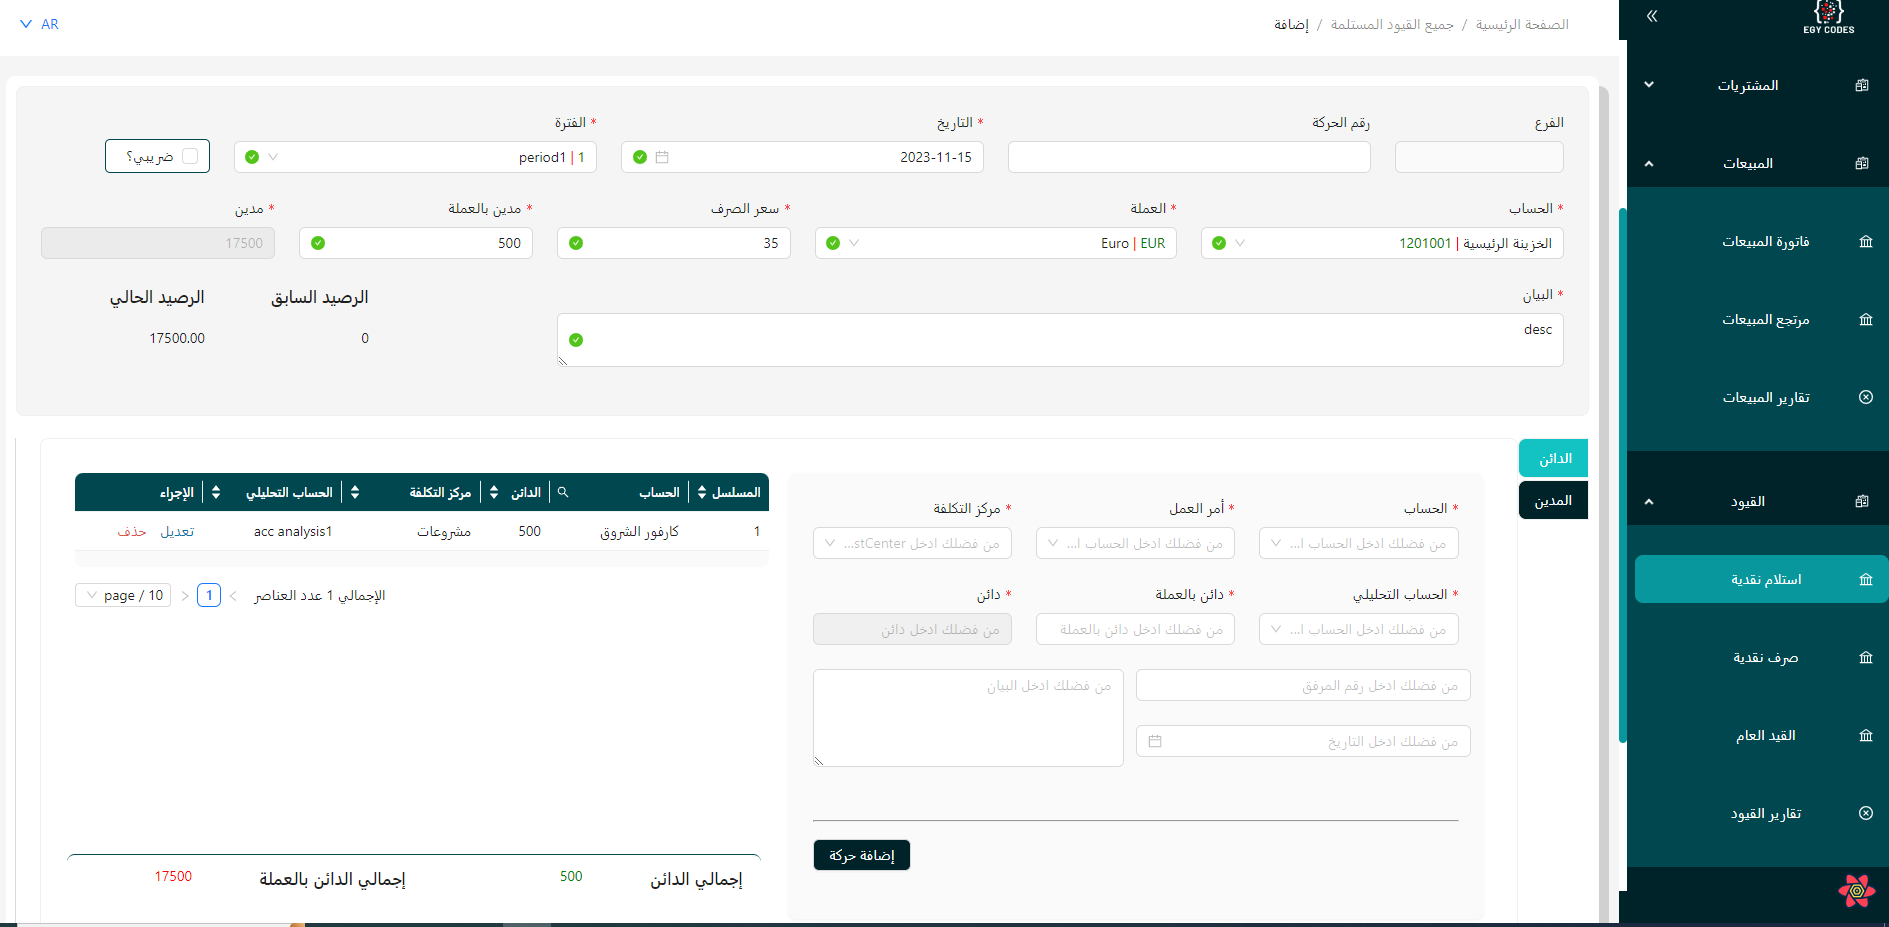 EGY CODES
المشتريات
المبيعات
فاتورة المبيعات
مرتجع المبيعات
تقارير المبيعات
القيود
استلام نقدية
صرف نقدية
القيد العام
تقارير القيود
الصفحة الرئيسية / جميع القيود المستلمة / إضافة
AR
الفرع
رقم الحركة
* التاريخ
2023-11-15
* الفترة
period1 | 1
ضريبي؟
* الحساب
الخزينة الرئيسية | 1201001
* العملة
Euro | EUR
* سعر الصرف
35
* مدين بالعملة
500
* مدين
17500
* البيان
desc
الرصيد السابق
0
الرصيد الحالي
17500.00
الدائن
المدين
* الحساب
من فضلك ادخل الحساب ا...
* أمر العمل
من فضلك ادخل الحساب ا...
* مركز التكلفة
من فضلك ادخل stCenter...
* الحساب التحليلي
من فضلك ادخل الحساب ا...
* دائن بالعملة
من فضلك ادخل دائن بالعملة
* دائن
من فضلك ادخل دائن
من فضلك ادخل رقم المرفق
من فضلك ادخل البيان
من فضلك ادخل التاريخ
إضافة حركة
المسلسل الحساب الدائن مركز التكلفة الحساب التحليلي الإجراء
1 كارفور الشروق 500 مشروعات acc analysis1 تعديل حذف
الإجمالي 1 عدد العناصر < 1 > 10 / page
إجمالي الدائن 500 إجمالي الدائن بالعملة 17500